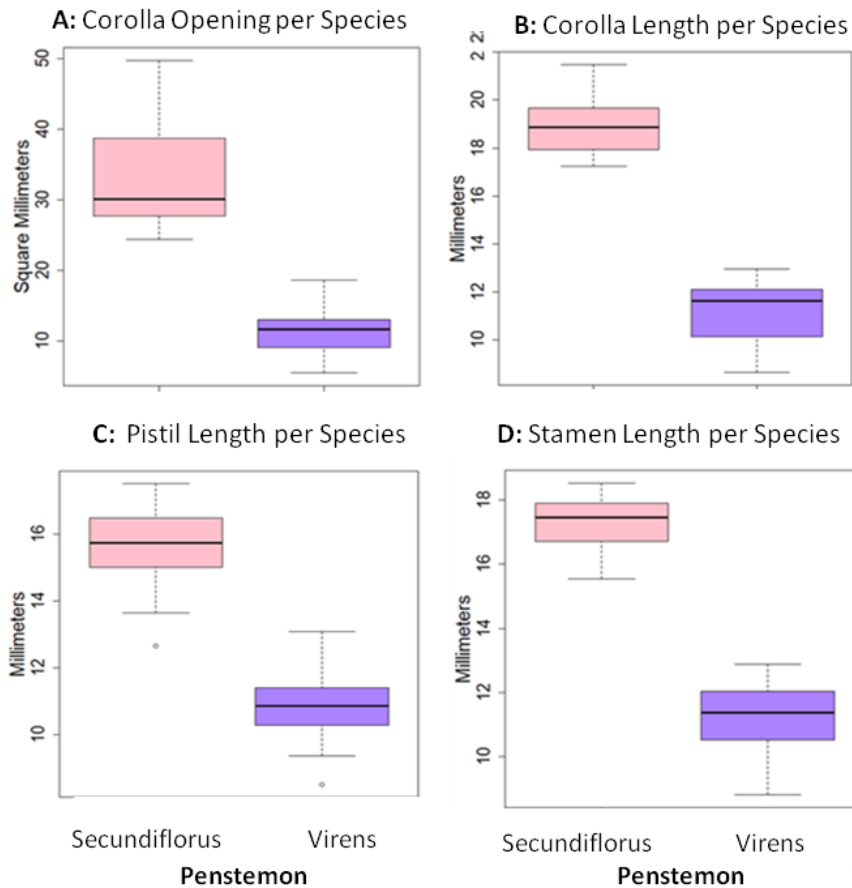 A: Corolla Opening per Species
50
40
30
20
10
Square Millimeters
B: Corolla Length per Species
20
18
16
14
12
10
Millimeters
C: Pistil Length per Species
16
14
12
10
Millimeters
D: Stamen Length per Species
18
16
14
12
10
Millimeters
Secundiflorus Virens
Penstemon
Secundiflorus Virens
Penstemon